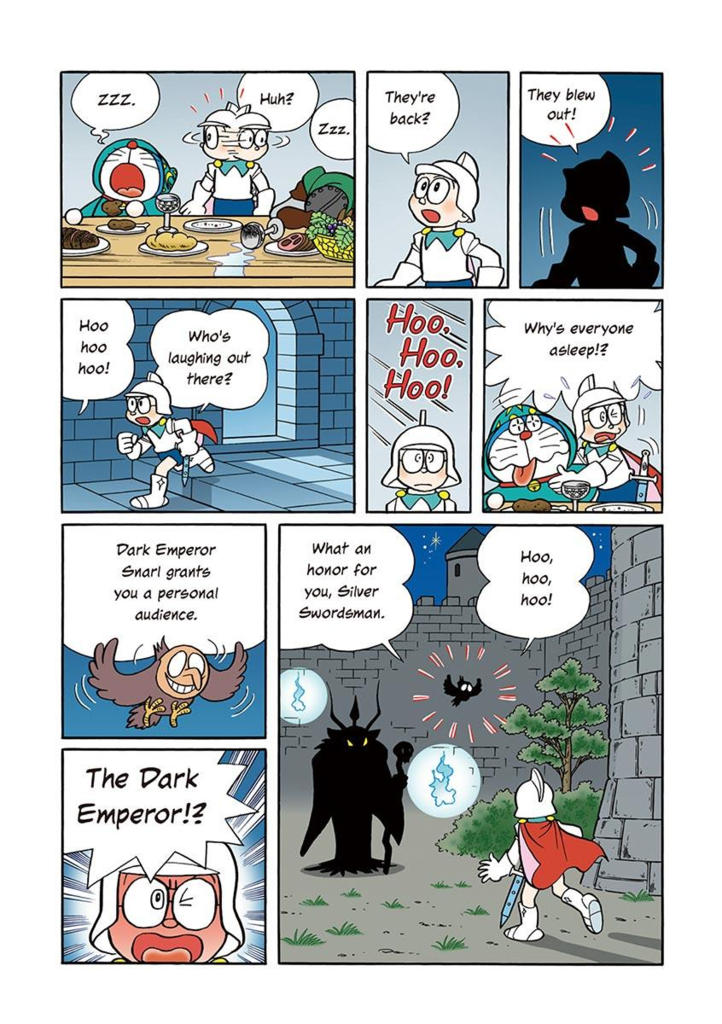 ZZZ.
Huh?
Zzz.
They're
back?
They blew
out!
Hoo
hoo
hoo!
Who's
laughing out
there?
Hoo,
Hoo,
Hoo!
Why's everyone
asleep!?
Dark Emperor
Snarl grants
you a personal
audience.
What an
honor for
you, Silver
Swordsman.
Hoo,
hoo,
hoo!
The Dark
Emperor!?